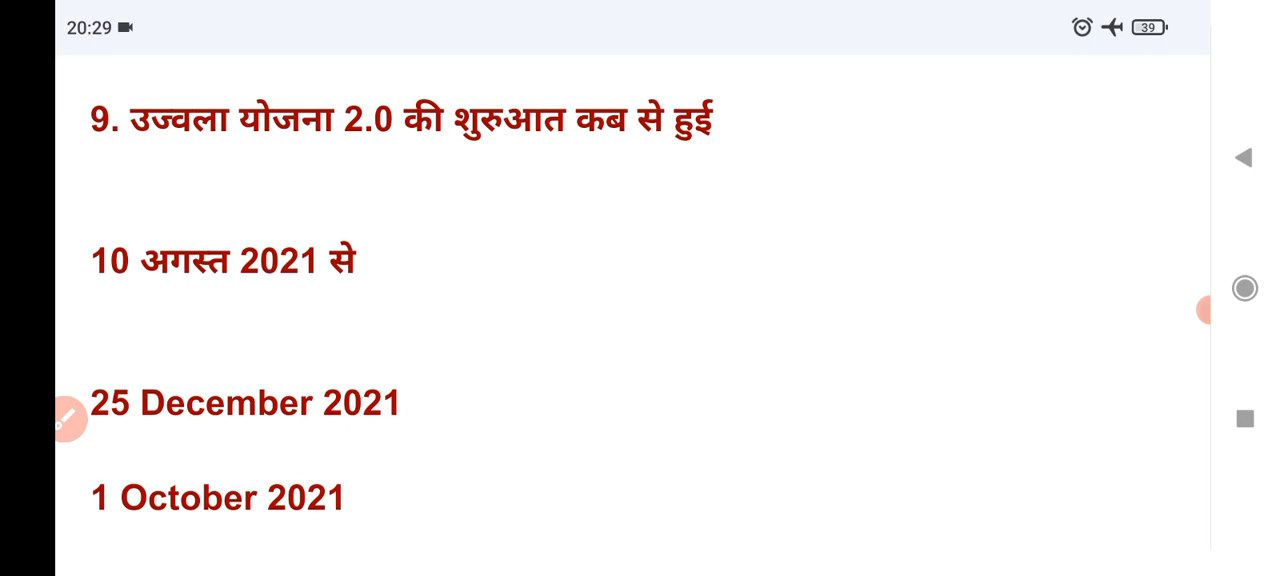 20:29
39
9. उज्वला योजना 2.0 की शुरुआत कब से हुई
10 अगस्त 2021 से
25 December 2021
1 October 2021